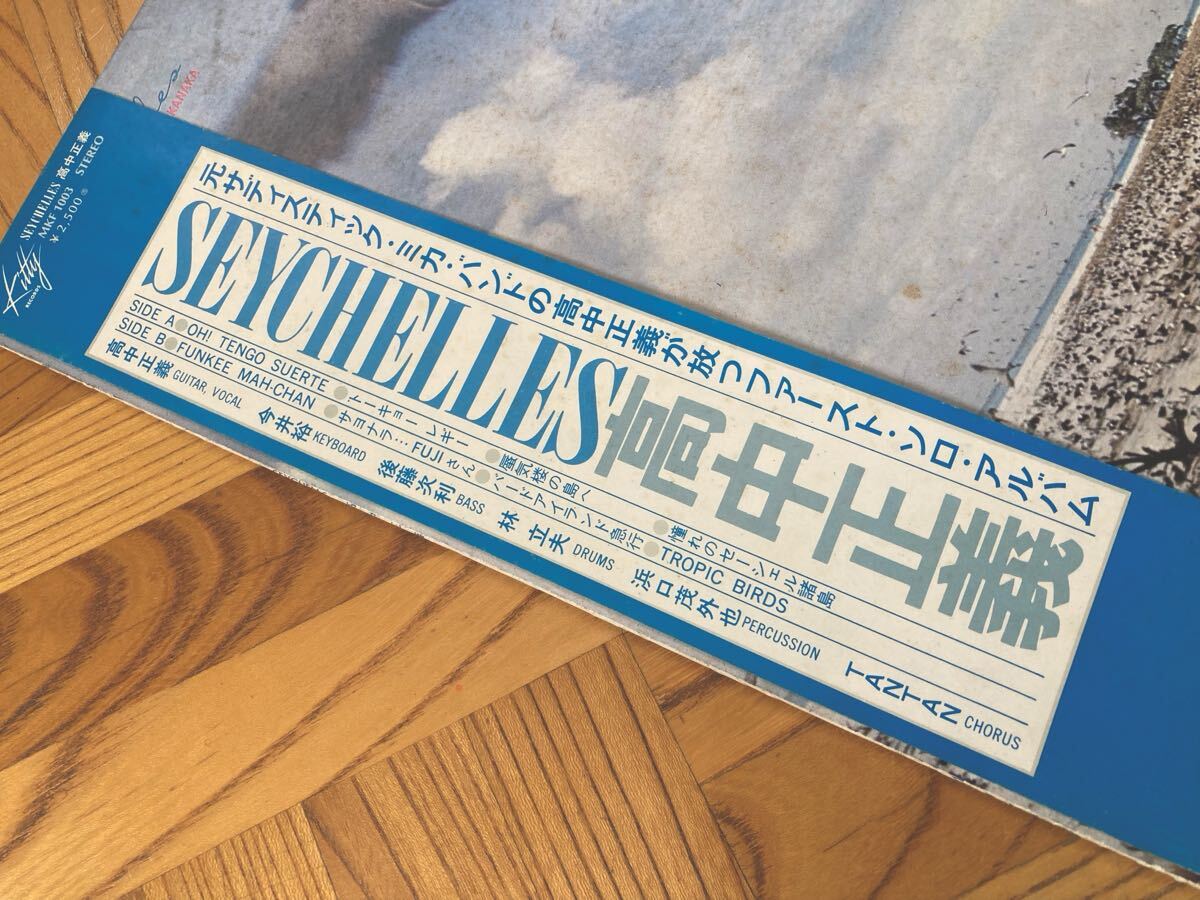 KANAKA
SEYCHELLES 高中正義
MKF 1003 STEREO
¥2,500
Kitty
RECORDS
元サディスティック・ミカ・バンドの高中正義が放つファースト・ソロ・アルバム
SEYCHELLES 高中正義
SIDE A●OH! TENGO SUERTE ●トーキョーレギー ●蜃気楼の島へ ●憧れのセーシェル諸島
SIDE B●FUNKEE MAH-CHAN ●サヨナラ…FUJIさん ●バードアイランド急行 ●TROPIC BIRDS
高中正義 GUITAR, VOCAL 今井裕 KEYBOARD 後藤次利 BASS 林立夫 DRUMS 浜口茂外也 PERCUSSION TANTAN CHORUS